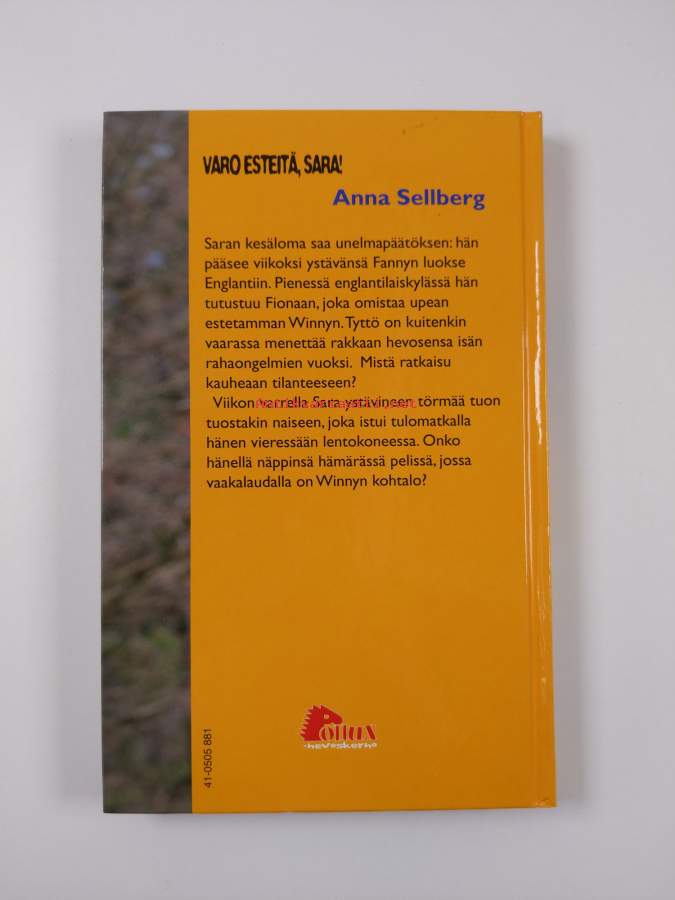 VARO ESTEITÄ, SARA!
Anna Sellberg
Saran kesäloma saa unelmapäätöksen: hän
pääsee viikoksi ystävänsä Fannyn luokse
Englantiin. Pienessä englantilaiskylässä hän
tutustuu Fionaan, joka omistaa upean
estetamman Winnyn. Tyttö on kuitenkin
vaarassa menettää rakkaan hevosensa isän
rahaongelmien vuoksi. Mistä ratkaisu
kauheaan tilanteeseen?
Viikon varrella Sara ystävineen törmää tuon
tuostakin naiseen, joka istui tulomatkalla
hänen vieressään lentokoneessa. Onko
hänellä näppinsä hämärässä pelissä, jossa
vaakalaudalla on Winnyn kohtalo?
Pollux
-hevoskerho
41-0505 881